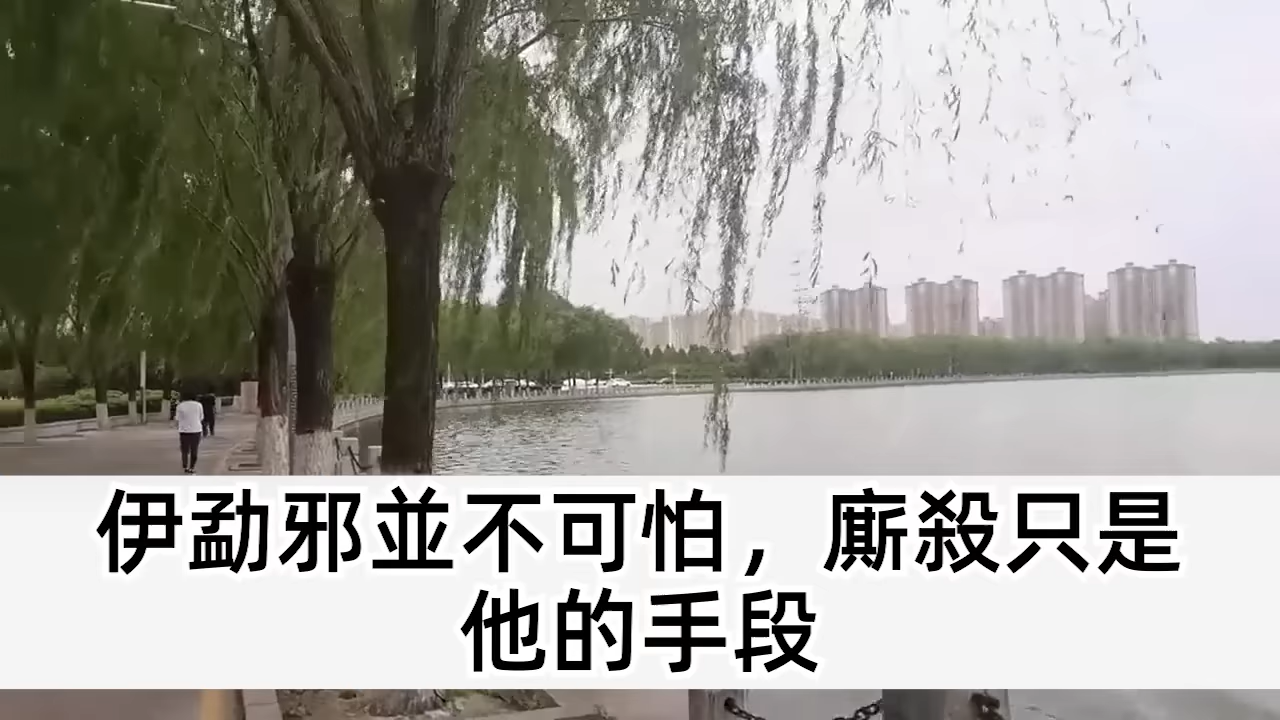 伊勐邪並不可怕，廝殺只是
他的手段